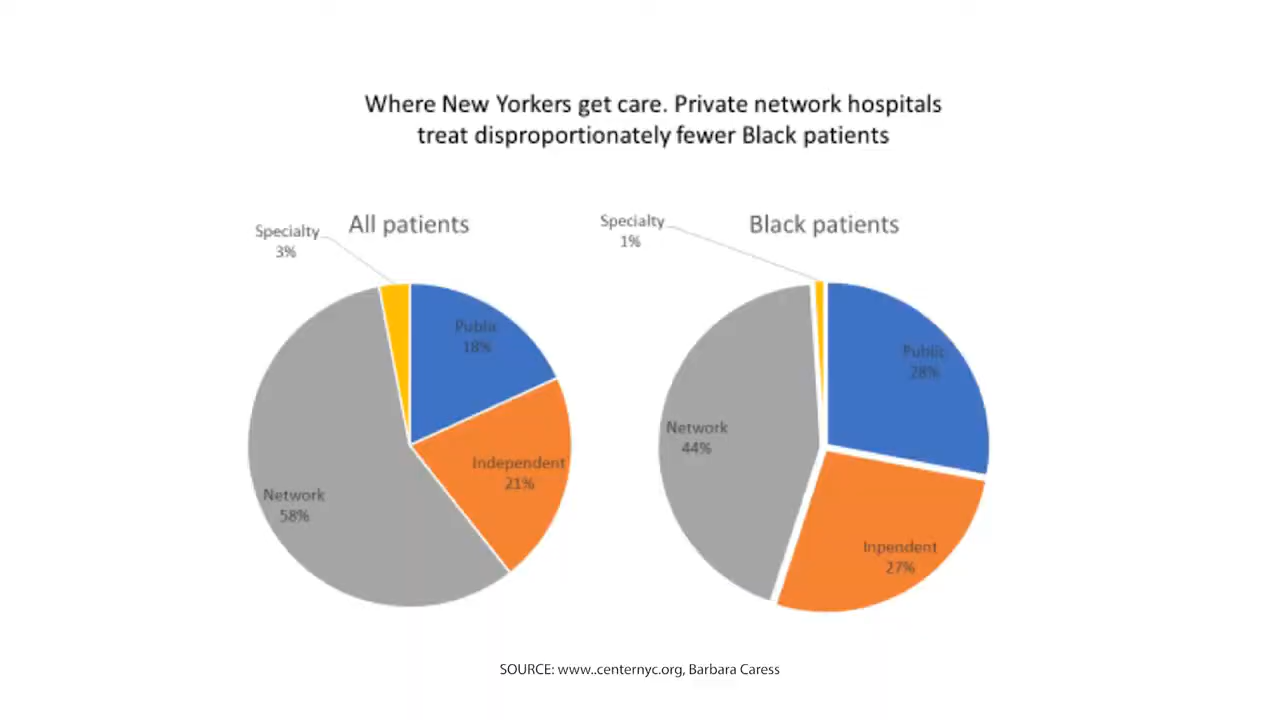 Where New Yorkers get care. Private network hospitals
treat disproportionately fewer Black patients
All patients
Specialty
3%
Public
18%
Independent
21%
Network
58%
Black patients
Specialty
1%
Public
28%
Network
44%
Inpendent
27%
SOURCE: www..centernyc.org, Barbara Caress